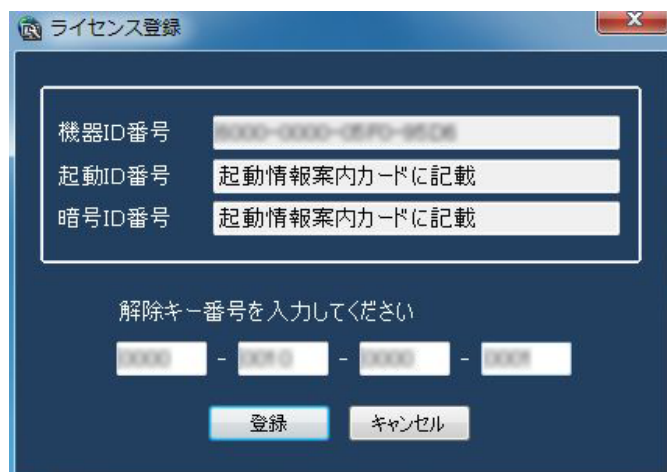 ライセンス登録
機器ID番号
起動ID番号 起動情報案内カードに記載
暗号ID番号 起動情報案内カードに記載
解除キー番号を入力してください
- - -
登録 キャンセル